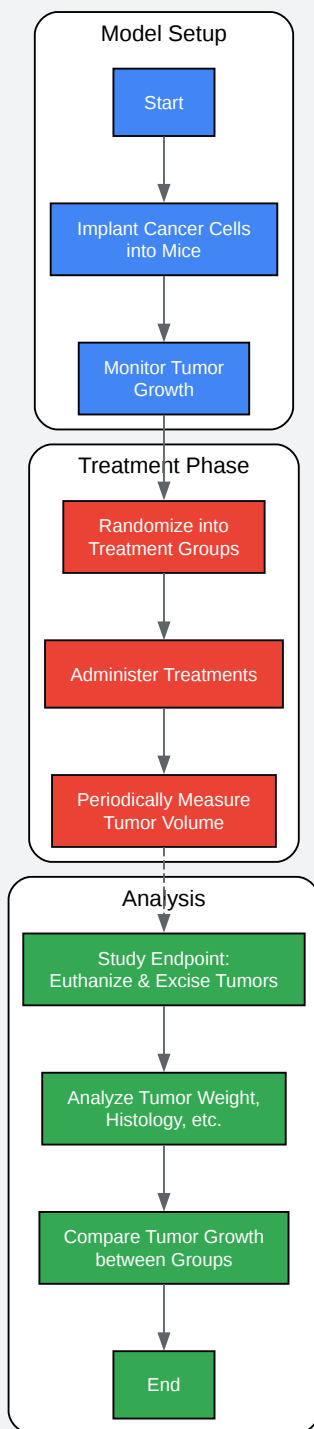 Model Setup
Start
Implant Cancer Cells
into Mice
Monitor Tumor
Growth
Treatment Phase
Randomize into
Treatment Groups
Administer Treatments
Periodically Measure
Tumor Volume
Analysis
Study Endpoint:
Euthanize & Excise Tumors
Analyze Tumor Weight,
Histology, etc.
Compare Tumor Growth
between Groups
End